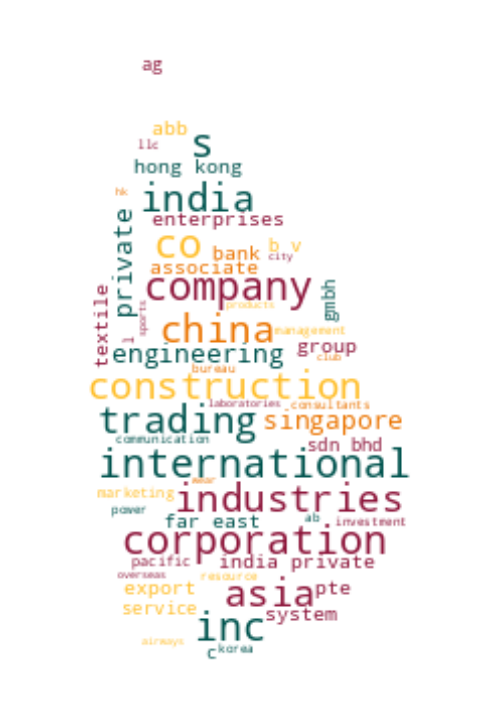 ag
abb
llc
s
hong kong
hk
india
private
enterprises
co
b v
bank
city
associate
company
gmbh
textile
sports
products
l
china
management
group
engineering
club
bureau
construction
laboratories
consultants
trading
singapore
communication
sdn bhd
international
wear
marketing
industries
power
far east
ab
investment
corporation
pacific
india private
overseas
resource
export
asia
pte
service
system
inc
airways
c
korea